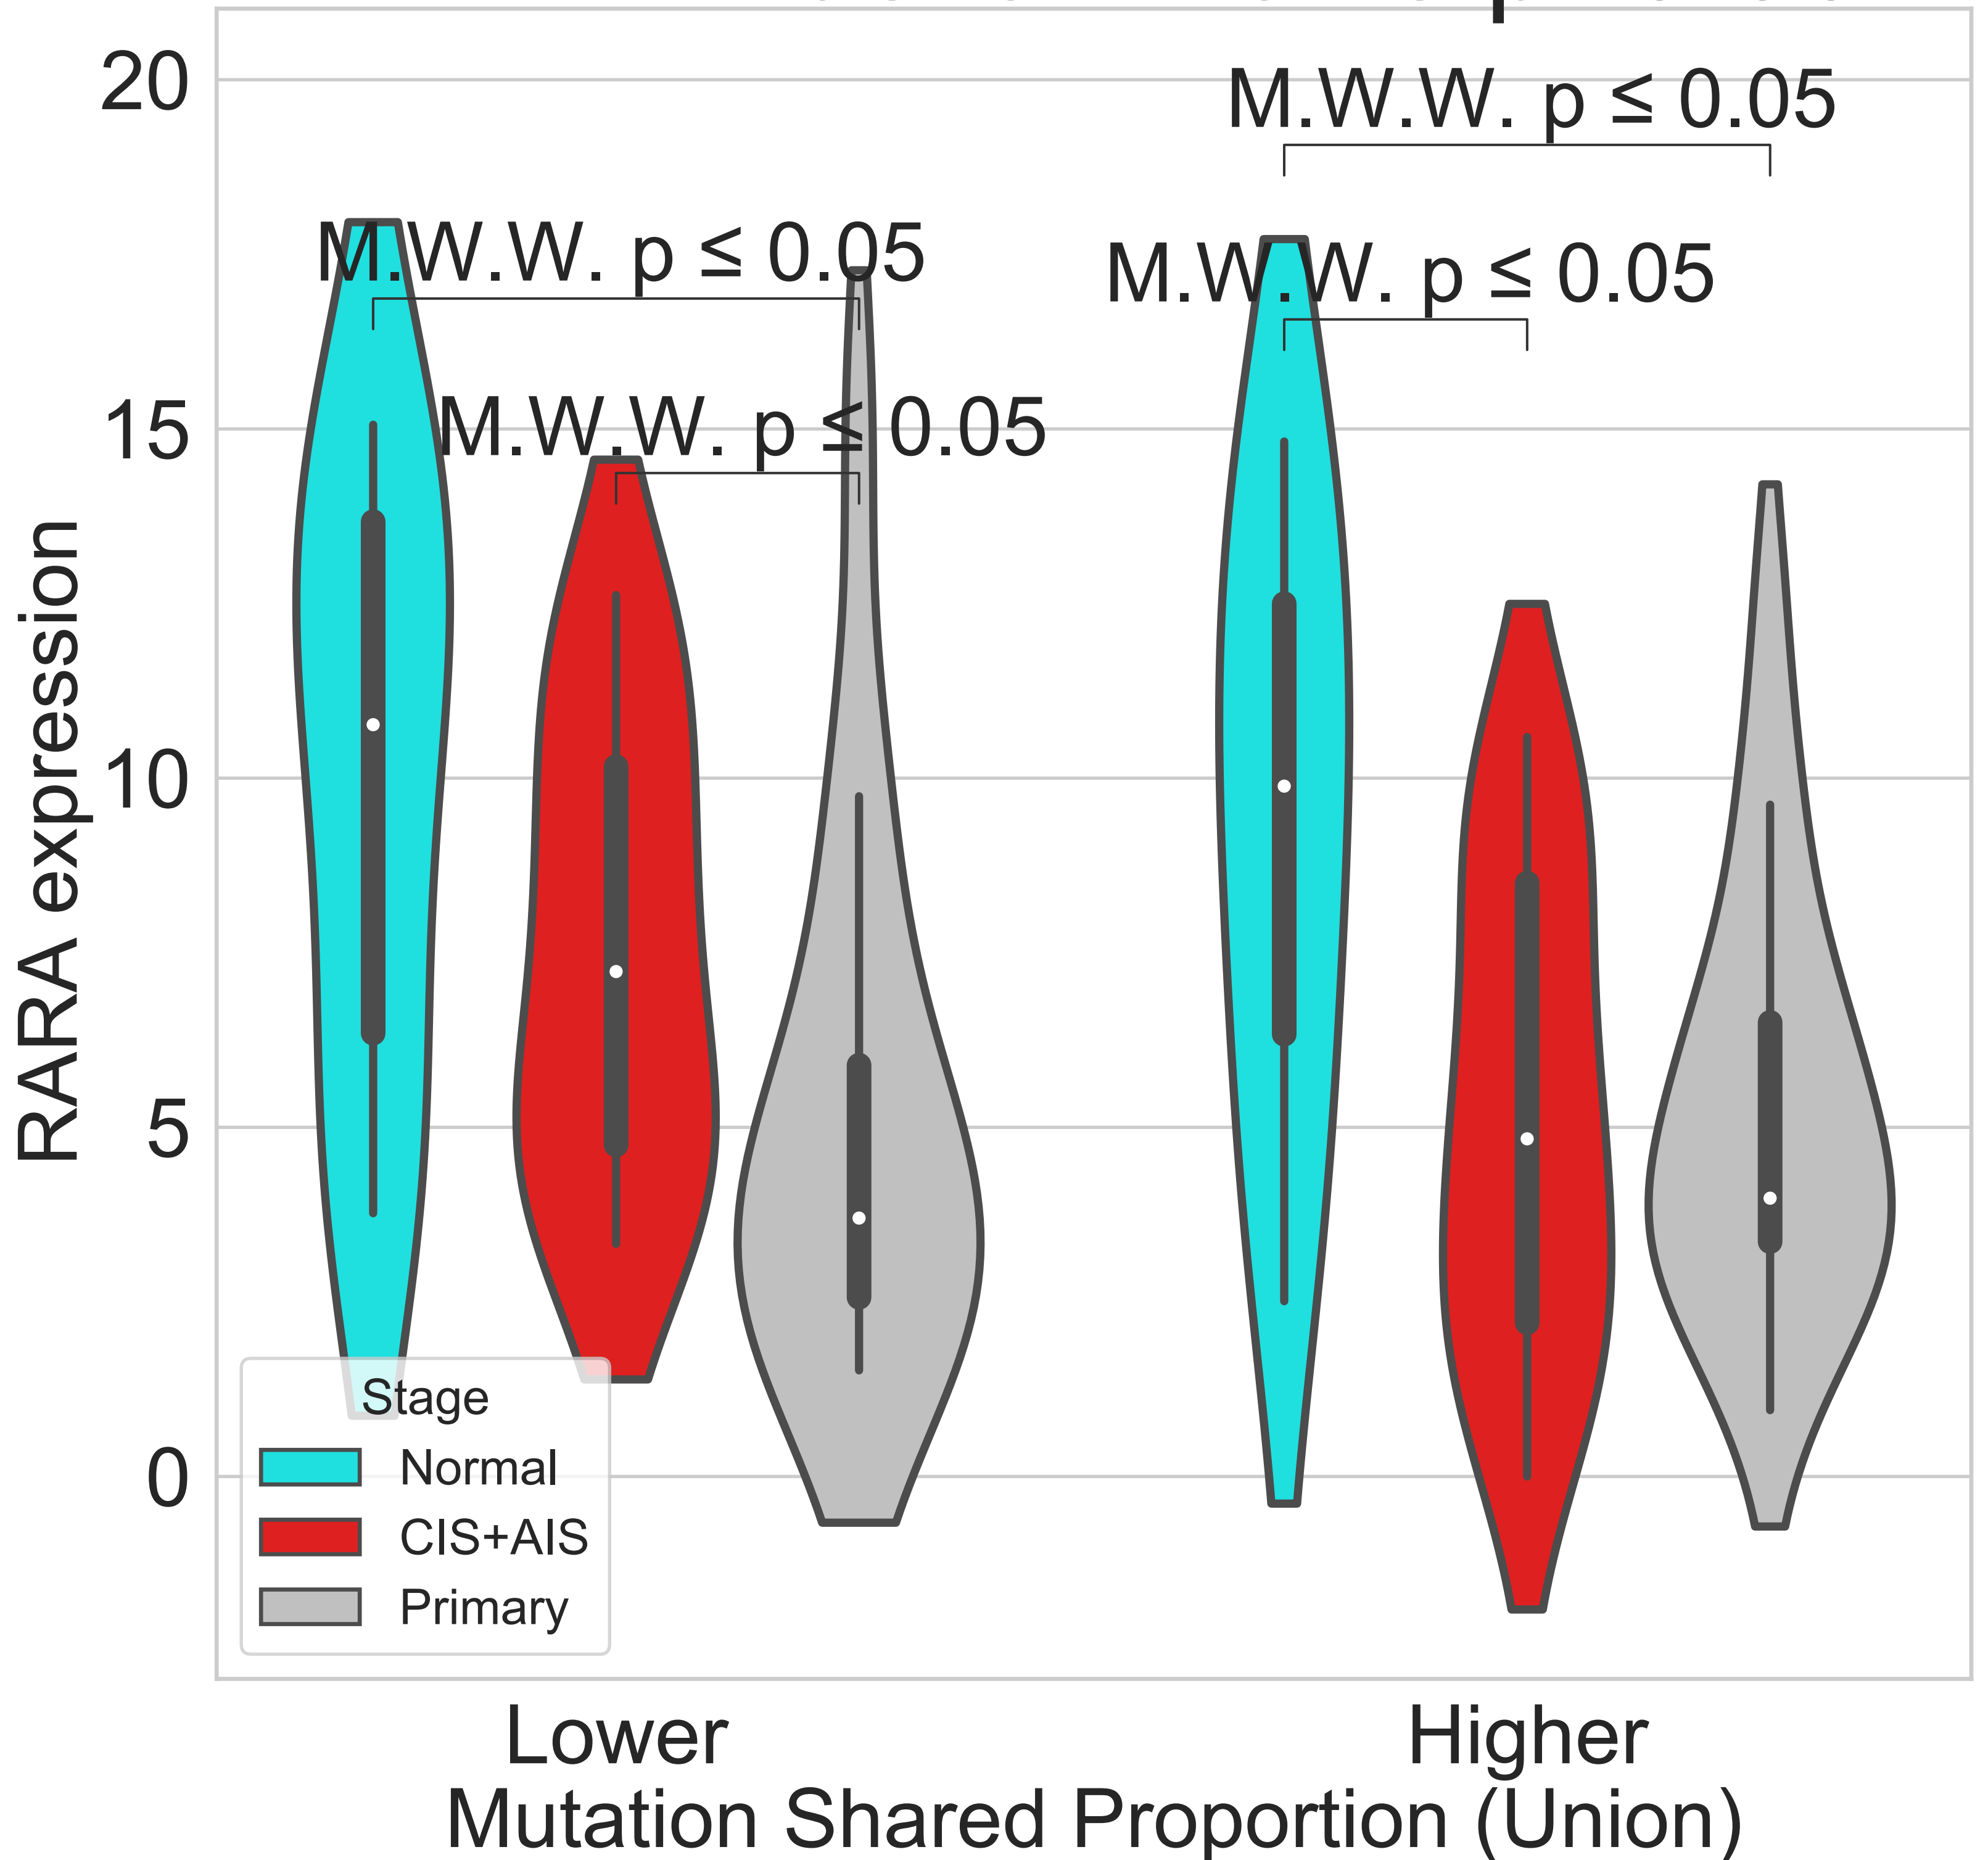 20
15
10
5
0
RARA expression
M.W.W. p ≤ 0.05
M.W.W. p ≤ 0.05
M.W.W. p ≤ 0.05
M.W.W. p ≤ 0.05
Stage
Normal
CIS+AIS
Primary
Lower
Higher
Mutation Shared Proportion (Union)